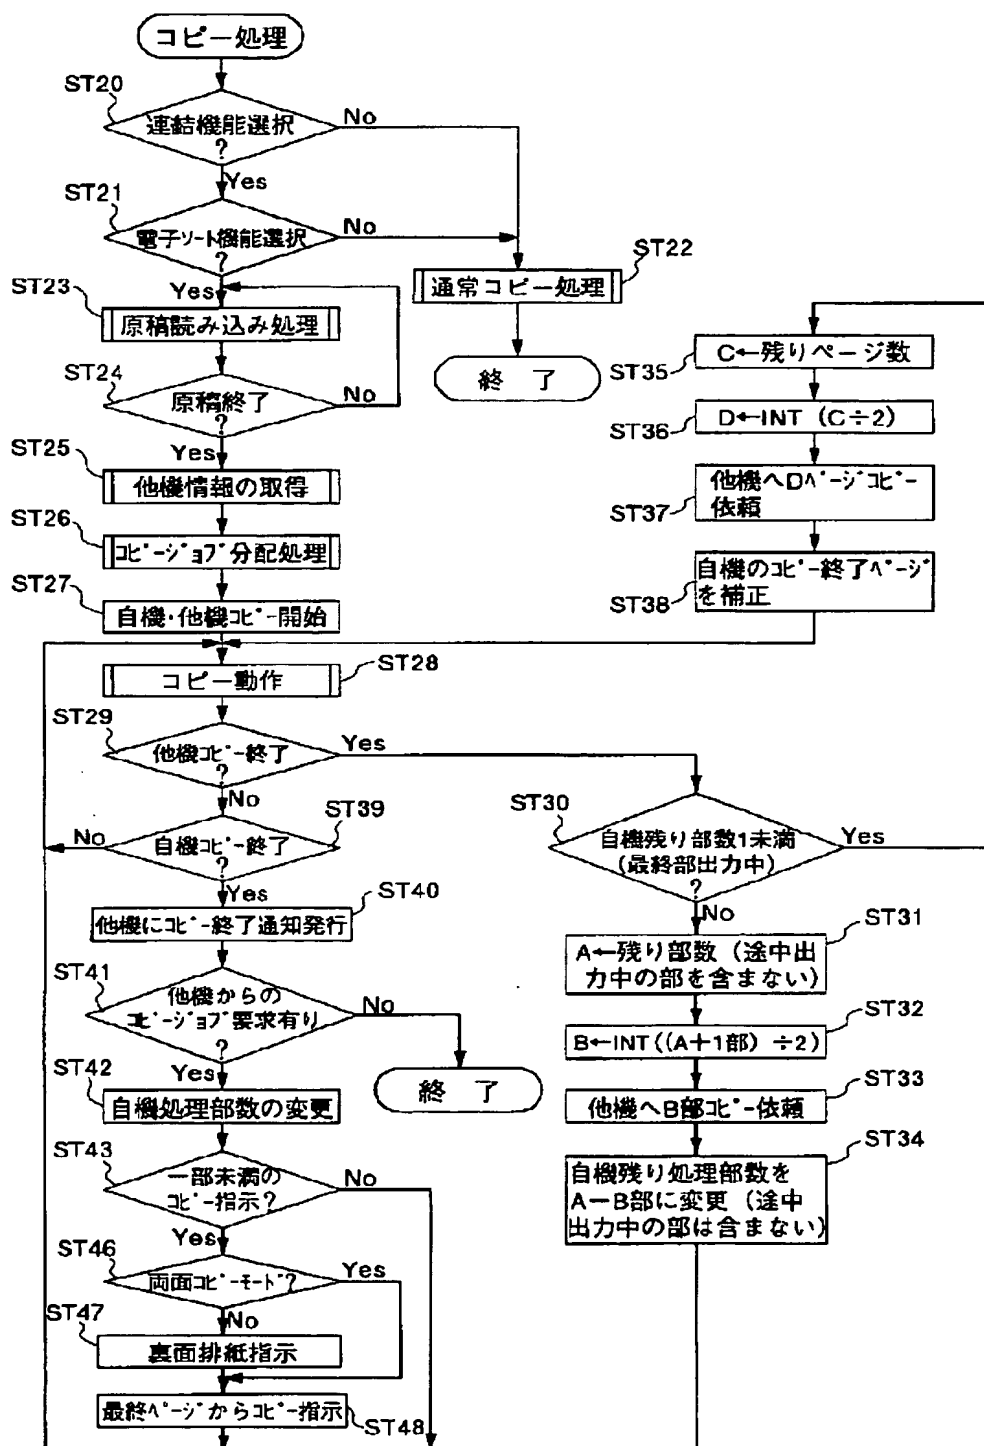 コピー処理
ST20
連結機能選択
?
No
Yes
ST21
電子ソート機能選択
?
No
Yes
ST22
通常コピー処理
終 了
ST23
原稿読み込み処理
ST24
原稿終了
?
No
Yes
ST25
他機情報の取得
ST26
コピージョブ分配処理
ST27
自機・他機コピー開始
ST28
コピー動作
ST29
他機コピー終了
?
Yes
No
ST39
自機コピー終了
?
No
Yes
ST40
他機にコピー終了通知発行
ST41
他機からの
コピージョブ要求有り
?
No
Yes
終 了
ST42
自機処理部数の変更
ST43
一部未満の
コピー指示?
No
Yes
ST46
両面コピーモード?
Yes
No
ST47
裏面排紙指示
最終ページからコピー指示
ST48
ST30
自機残り部数1未満
(最終部出力中)
?
Yes
No
ST31
A←残り部数(途中出
力中の部を含まない)
ST32
B←INT((A+1部)÷2)
ST33
他機へB部コピー依頼
ST34
自機残り処理部数を
A−B部に変更(途中
出力中の部は含まない)
C←残りページ数
ST35
D←INT(C÷2)
ST36
他機へDページコピー
依頼
ST37
自機のコピー終了ページ
を補正
ST38